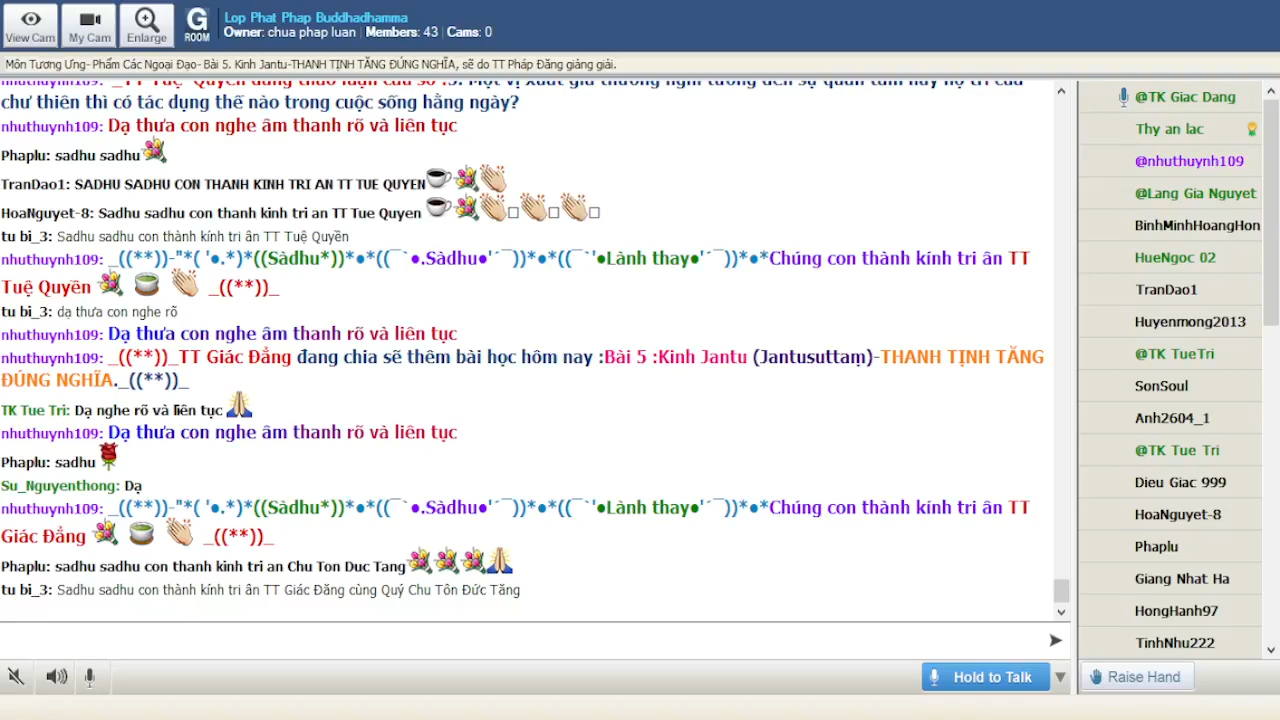 View Cam
My Cam
Enlarge
G
ROOM
Lop Phat Phap Buddhadhamma
Owner: chua phap luan | Members: 43 | Cams: 0
Môn Tương Ưng- Phẩm Các Ngoại Đạo- Bài 5. Kinh Jantu-THANH TỊNH TĂNG ĐÚNG NGHĨA, sẽ do TT Pháp Đăng giảng giải.
chư thiên thì có tác dụng thế nào trong cuộc sống hằng ngày?
nhuthuynh109: Dạ thưa con nghe âm thanh rõ và liên tục
Phaplu: sadhu sadhu
TranDao1: SADHU SADHU CON THANH KINH TRI AN TT TUE QUYEN
HoaNguyet-8: Sadhu sadhu con thanh kinh tri an TT Tue Quyen
tu bi_3: Sadhu sadhu con thành kính tri ân TT Tuệ Quyền
nhuthuynh109: _((**))-"*( '●.*)*((Sàdhu*))*●*((¯`●.Sàdhu●'´¯))*●*((¯`'●Lành thay●'´¯))*●*Chúng con thành kính tri ân TT
Tuệ Quyền _((**))_
tu bi_3: dạ thưa con nghe rõ
nhuthuynh109: Dạ thưa con nghe âm thanh rõ và liên tục
nhuthuynh109: _((**))_TT Giác Đẳng đang chia sẽ thêm bài học hôm nay :Bài 5 :Kinh Jantu (Jantusuttaṃ)-THANH TỊNH TĂNG
ĐÚNG NGHĨA._((**))_
TK Tue Tri: Dạ nghe rõ và liên tục
nhuthuynh109: Dạ thưa con nghe âm thanh rõ và liên tục
Phaplu: sadhu
Su_Nguyenthong: Dạ
nhuthuynh109: _((**))-"*( '●.*)*((Sàdhu*))*●*((¯`●.Sàdhu●'´¯))*●*((¯`'●Lành thay●'´¯))*●*Chúng con thành kính tri ân TT
Giác Đẳng _((**))_
Phaplu: sadhu sadhu con thanh kinh tri an Chu Ton Duc Tang
tu bi_3: Sadhu sadhu con thành kính tri ân TT Giác Đăng cùng Quý Chu Tôn Đức Tăng
@TK Giac Dang
Thy an lac
@nhuthuynh109
@Lang Gia Nguyet
BinhMinhHoangHon
HueNgoc 02
TranDao1
Huyenmong2013
@TK TueTri
SonSoul
Anh2604_1
@TK Tue Tri
Dieu Giac 999
HoaNguyet-8
Phaplu
Giang Nhat Ha
HongHanh97
TinhNhu222
Hold to Talk
Raise Hand